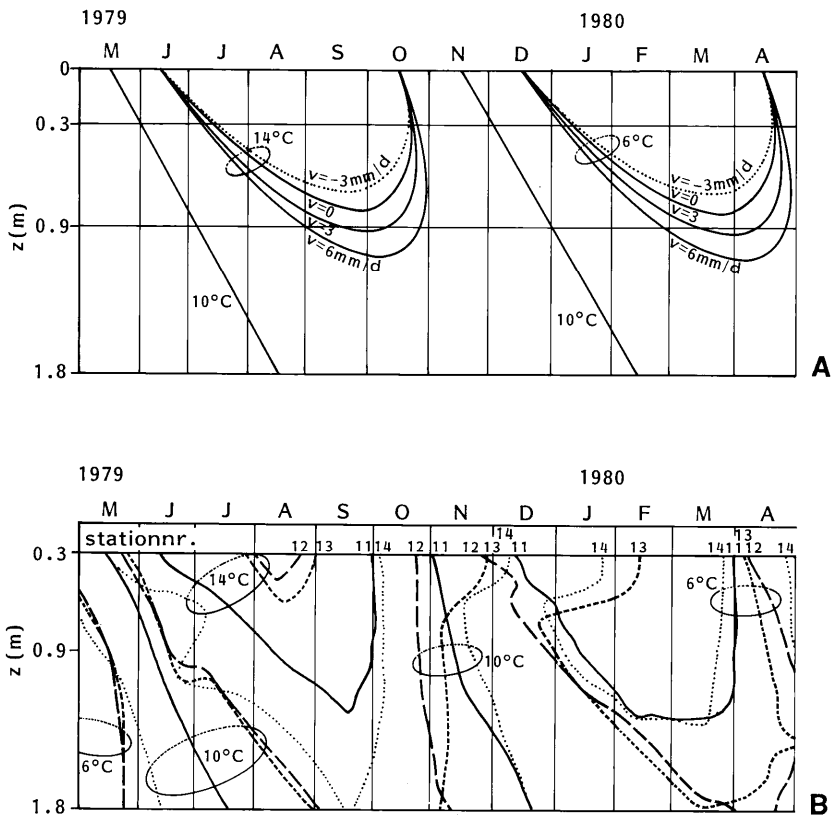 1979 1980
M J J A S O N D J F M A
0
0.3
0.9
1.8
z(m)
14°C
v=-3mm/d
v=0
v=3
v=6mm/d
10°C
6°C
v=-3mm/d
v=0
v=3
v=6mm/d
10°C
A
1979 1980
M J J A S O N D J F M A
stationnr.
12 13 11 14 12 11 12 13 14 11 14 13 14 11 13 12 14
0.3
0.9
1.8
z(m)
14°C
6°C
10°C
10°C
6°C
B